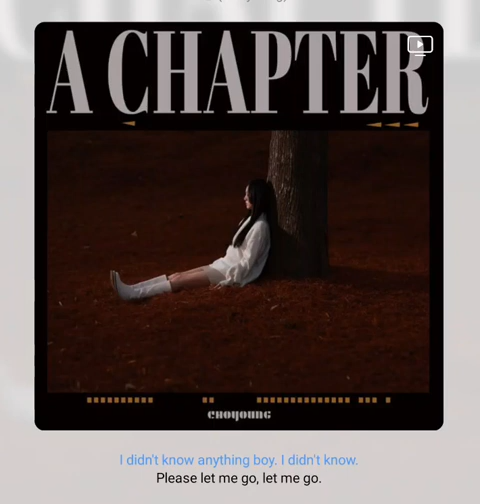 A CHAPTER
choyoung
I didn't know anything boy. I didn't know.
Please let me go, let me go.